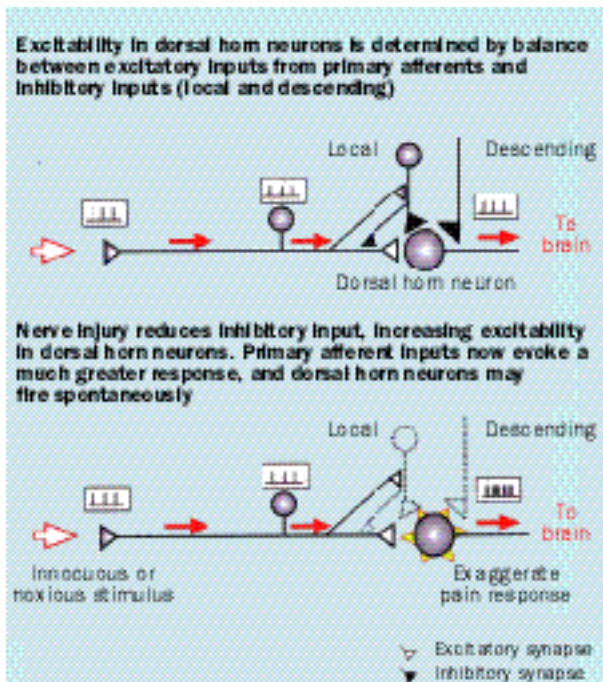 Excitability in dorsal horn neurons is determined by balance
between excitatory inputs from primary afferents and
inhibitory inputs (local and descending)
Local
Descending
To
brain
Dorsal horn neuron
Nerve injury reduces inhibitory input, increasing excitability
in dorsal horn neurons. Primary afferent inputs now evoke a
much greater response, and dorsal horn neurons may
fire spontaneously
Local
Descending
To
brain
Innocuous or
noxious stimulus
Exaggerate
pain response
Excitatory synapse
Inhibitory synapse